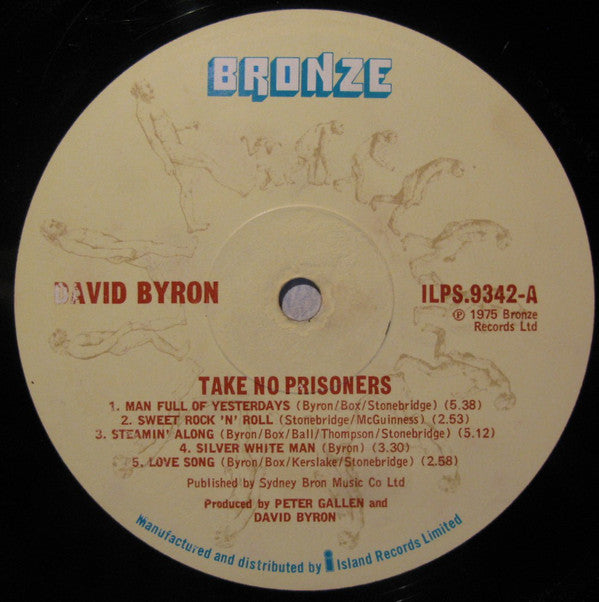 BRONZE
DAVID BYRON
ILPS.9342-A
℗ 1975 Bronze
Records Ltd
TAKE NO PRISONERS
1. MAN FULL OF YESTERDAYS (Byron/Box/Stonebridge) (5.38)
2. SWEET ROCK 'N' ROLL (Stonebridge/McGuinness) (2.53)
3. STEAMIN' ALONG (Byron/Box/Ball/Thompson/Stonebridge) (5.12)
4. SILVER WHITE MAN (Byron) (3.30)
5. LOVE SONG (Byron/Box/Kerslake/Stonebridge) (2.58)
Published by Sydney Bron Music Co Ltd
Produced by PETER GALLEN and
DAVID BYRON
Manufactured and distributed by i Island Records Limited